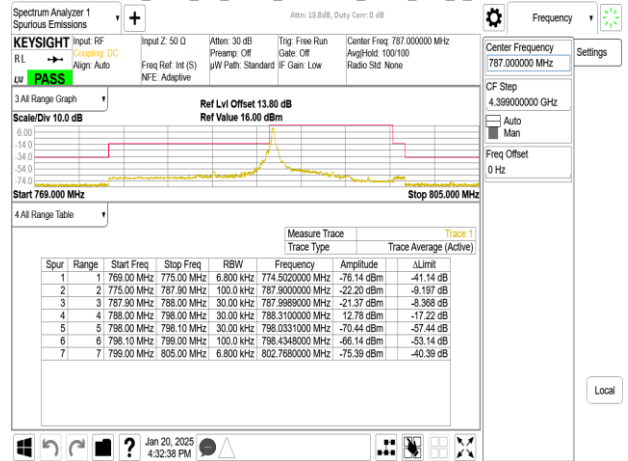 Spectrum Analyzer 1
Spurious Emissions
Attn: 13.8dB, Duty Corr: 0 dB
Frequency
KEYSIGHT
Input: RF
Input Z: 50 Ω
Atten: 30 dB
Trig: Free Run
Center Freq: 787.000000 MHz
RL
Coupling: DC
Preamp: Off
Gate: Off
Avg|Hold: 100/100
Align: Auto
Freq Ref: Int (S)
µW Path: Standard
IF Gain: Low
Radio Std: None
LXI
PASS
NFE: Adaptive
Center Frequency
787.000000 MHz
Settings
CF Step
4.399000000 GHz
Auto
Man
Freq Offset
0 Hz
3 All Range Graph
Ref Lvl Offset 13.80 dB
Scale/Div 10.0 dB
Ref Value 16.00 dBm
6.00
-14.0
-34.0
-54.0
-74.0
Start 769.000 MHz
Stop 805.000 MHz
4 All Range Table
Measure Trace Trace 1
Trace Type Trace Average (Active)
Spur Range Start Freq Stop Freq RBW Frequency Amplitude ΔLimit
1 1 769.00 MHz 775.00 MHz 6.800 kHz 774.5020000 MHz -76.14 dBm -41.14 dB
2 2 775.00 MHz 787.90 MHz 100.0 kHz 787.9000000 MHz -22.20 dBm -9.197 dB
3 3 787.90 MHz 788.00 MHz 30.00 kHz 787.9989000 MHz -21.37 dBm -8.368 dB
4 4 788.00 MHz 798.00 MHz 30.00 kHz 788.3100000 MHz 12.78 dBm -17.22 dB
5 5 798.00 MHz 798.10 MHz 30.00 kHz 798.0331000 MHz -70.44 dBm -57.44 dB
6 6 798.10 MHz 799.00 MHz 100.0 kHz 798.4348000 MHz -66.14 dBm -53.14 dB
7 7 799.00 MHz 805.00 MHz 6.800 kHz 802.7680000 MHz -75.39 dBm -40.39 dB
Local
?
Jan 20, 2025
4:32:38 PM